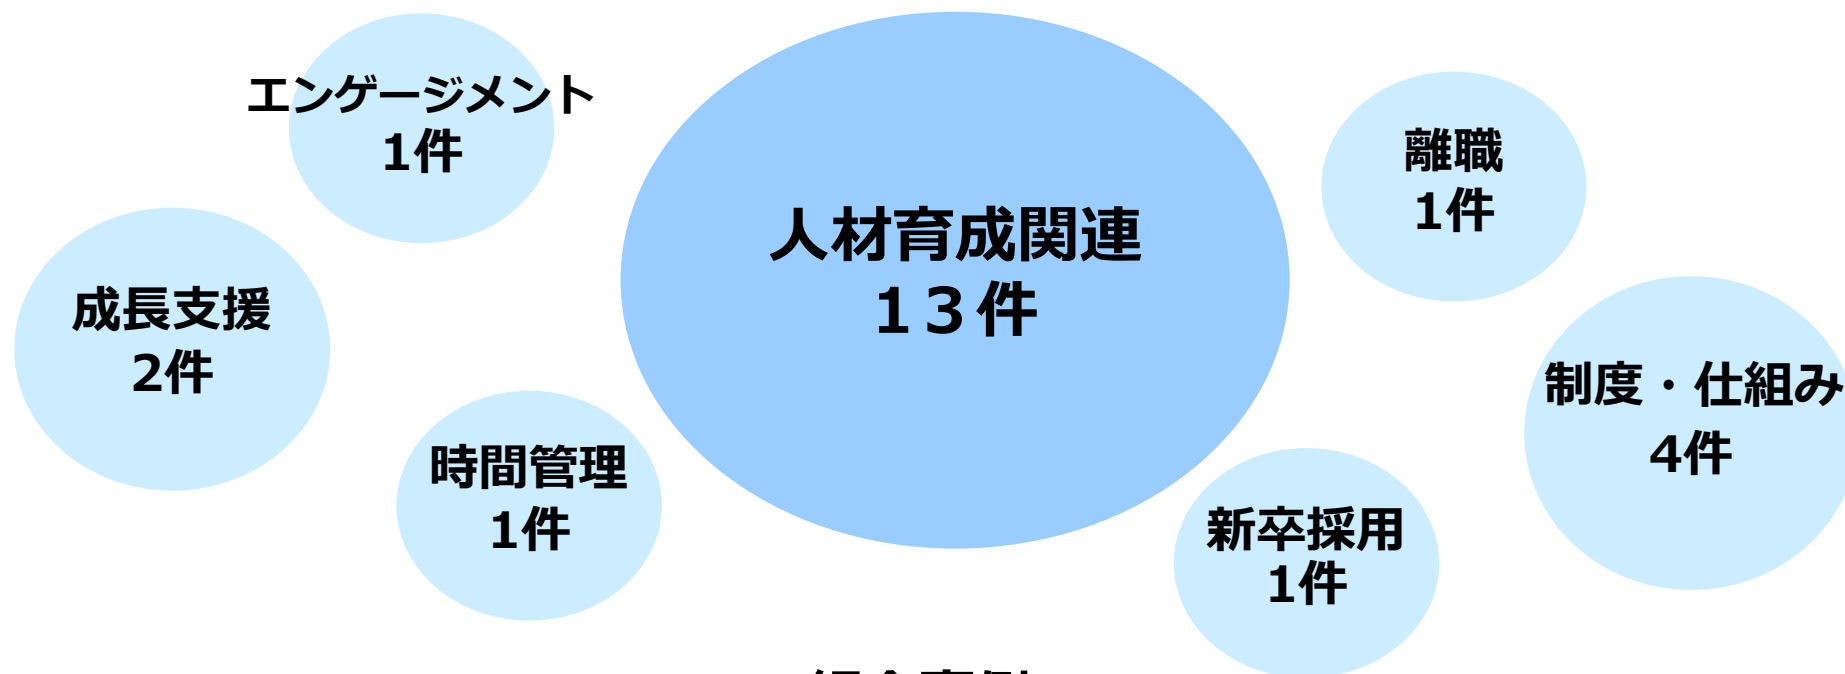 エンゲージメント
1件
人材育成関連
１３件
離職
1件
成長支援
2件
制度・仕組み
4件
時間管理
1件
新卒採用
1件